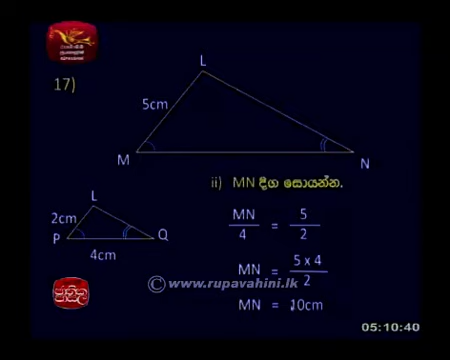 17)
L
5cm
M
N
ii) MN දිග සොයන්න.
L
2cm
P
Q
4cm
MN/4 = 5/2
MN = 5 x 4/2
MN = 10cm
© www.rupavahini.lk
ජාතික
05:10:40